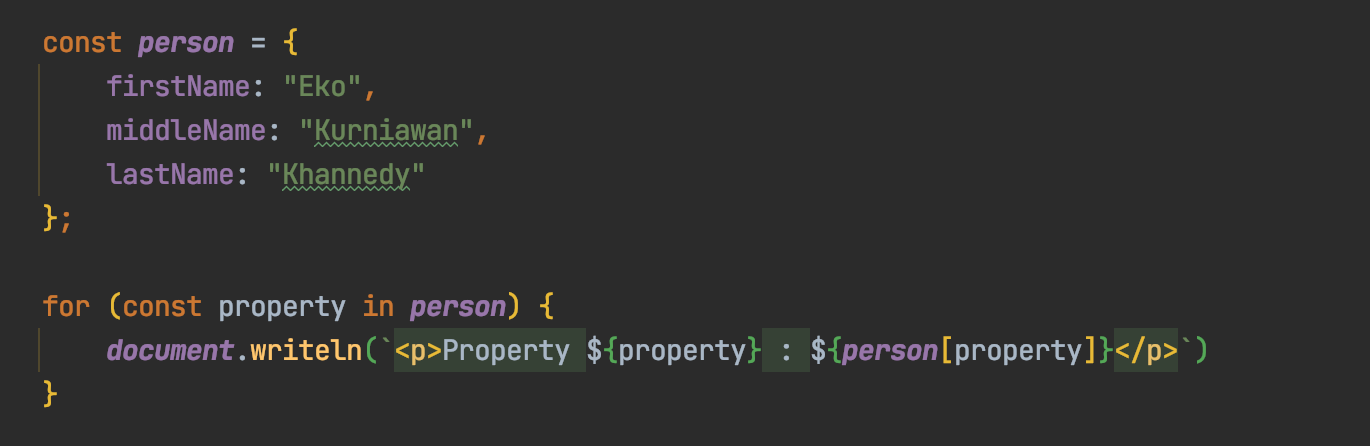 const person = {
    firstName: "Eko",
    middleName: "Kurniawan",
    lastName: "Khannedy"
};

for (const property in person) {
    document.writeln(`<p>Property ${property} : ${person[property]}</p>`)
}